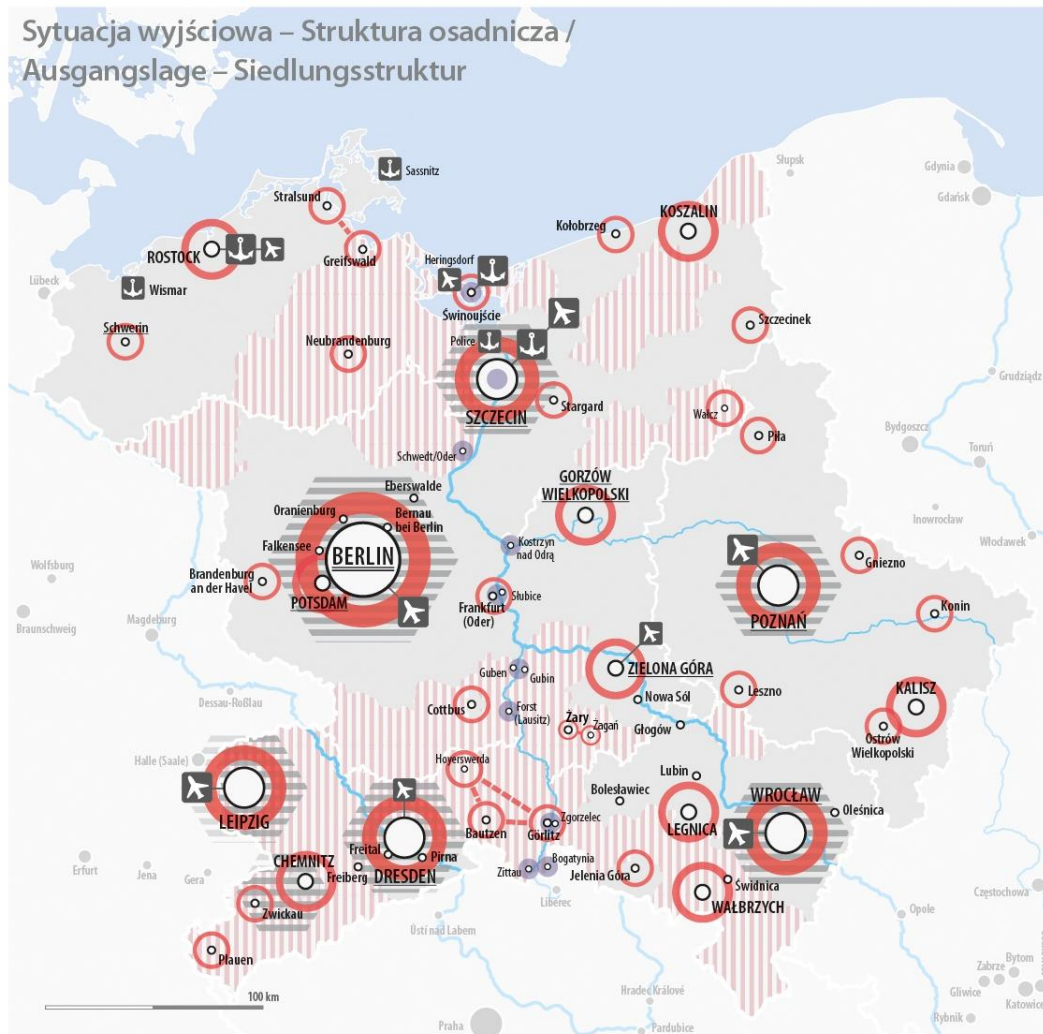 Sytuacja wyjściowa – Struktura osadnicza /
Ausgangslage – Siedlungsstruktur
Sassnitz
Słupsk
Gdynia
Gdańsk
Stralsund
KOSZALIN
Kołobrzeg
ROSTOCK
Greifswald
Heringsdorf
Lübeck
Wismar
Świnoujście
Schwerin
Szczecinek
Neubrandenburg
Police
Grudziądz
Stargard
Wałcz
SZCZECIN
Piła
Bydgoszcz
Toruń
Schwedt/Oder
GORZÓW
WIELKOPOLSKI
Eberswalde
Oranienburg
Bernau
bei Berlin
Inowrocław
Włocławek
Falkensee
BERLIN
Kostrzyn
nad Odrą
Gniezno
Wolfsburg
Brandenburg
an der Havel
POTSDAM
Słubice
Frankfurt
(Oder)
Braunschweig
Magdeburg
POZNAŃ
Konin
Guben
Gubin
ZIELONA GÓRA
Nowa Sól
Leszno
KALISZ
Dessau-Roßlau
Cottbus
Forst
(Lausitz)
Żary
Żagań
Głogów
Ostrów
Wielkopolski
Halle (Saale)
Hoyerswerda
Lubin
Bolesławiec
WROCŁAW
Oleśnica
LEIPZIG
Bautzen
Zgorzelec
Görlitz
LEGNICA
Freital
Pirna
Erfurt
Jena
Gera
CHEMNITZ
Freiberg
DRESDEN
Zittau
Bogatynia
Jelenia Góra
Świdnica
WAŁBRZYCH
Liberec
Częstochowa
Zwickau
Opole
Ústí nad Labem
Plauen
Bytom
Zabrze
Gliwice
Katowice
100 km
Hradec Králové
Rybnik
Praha
Pardubice